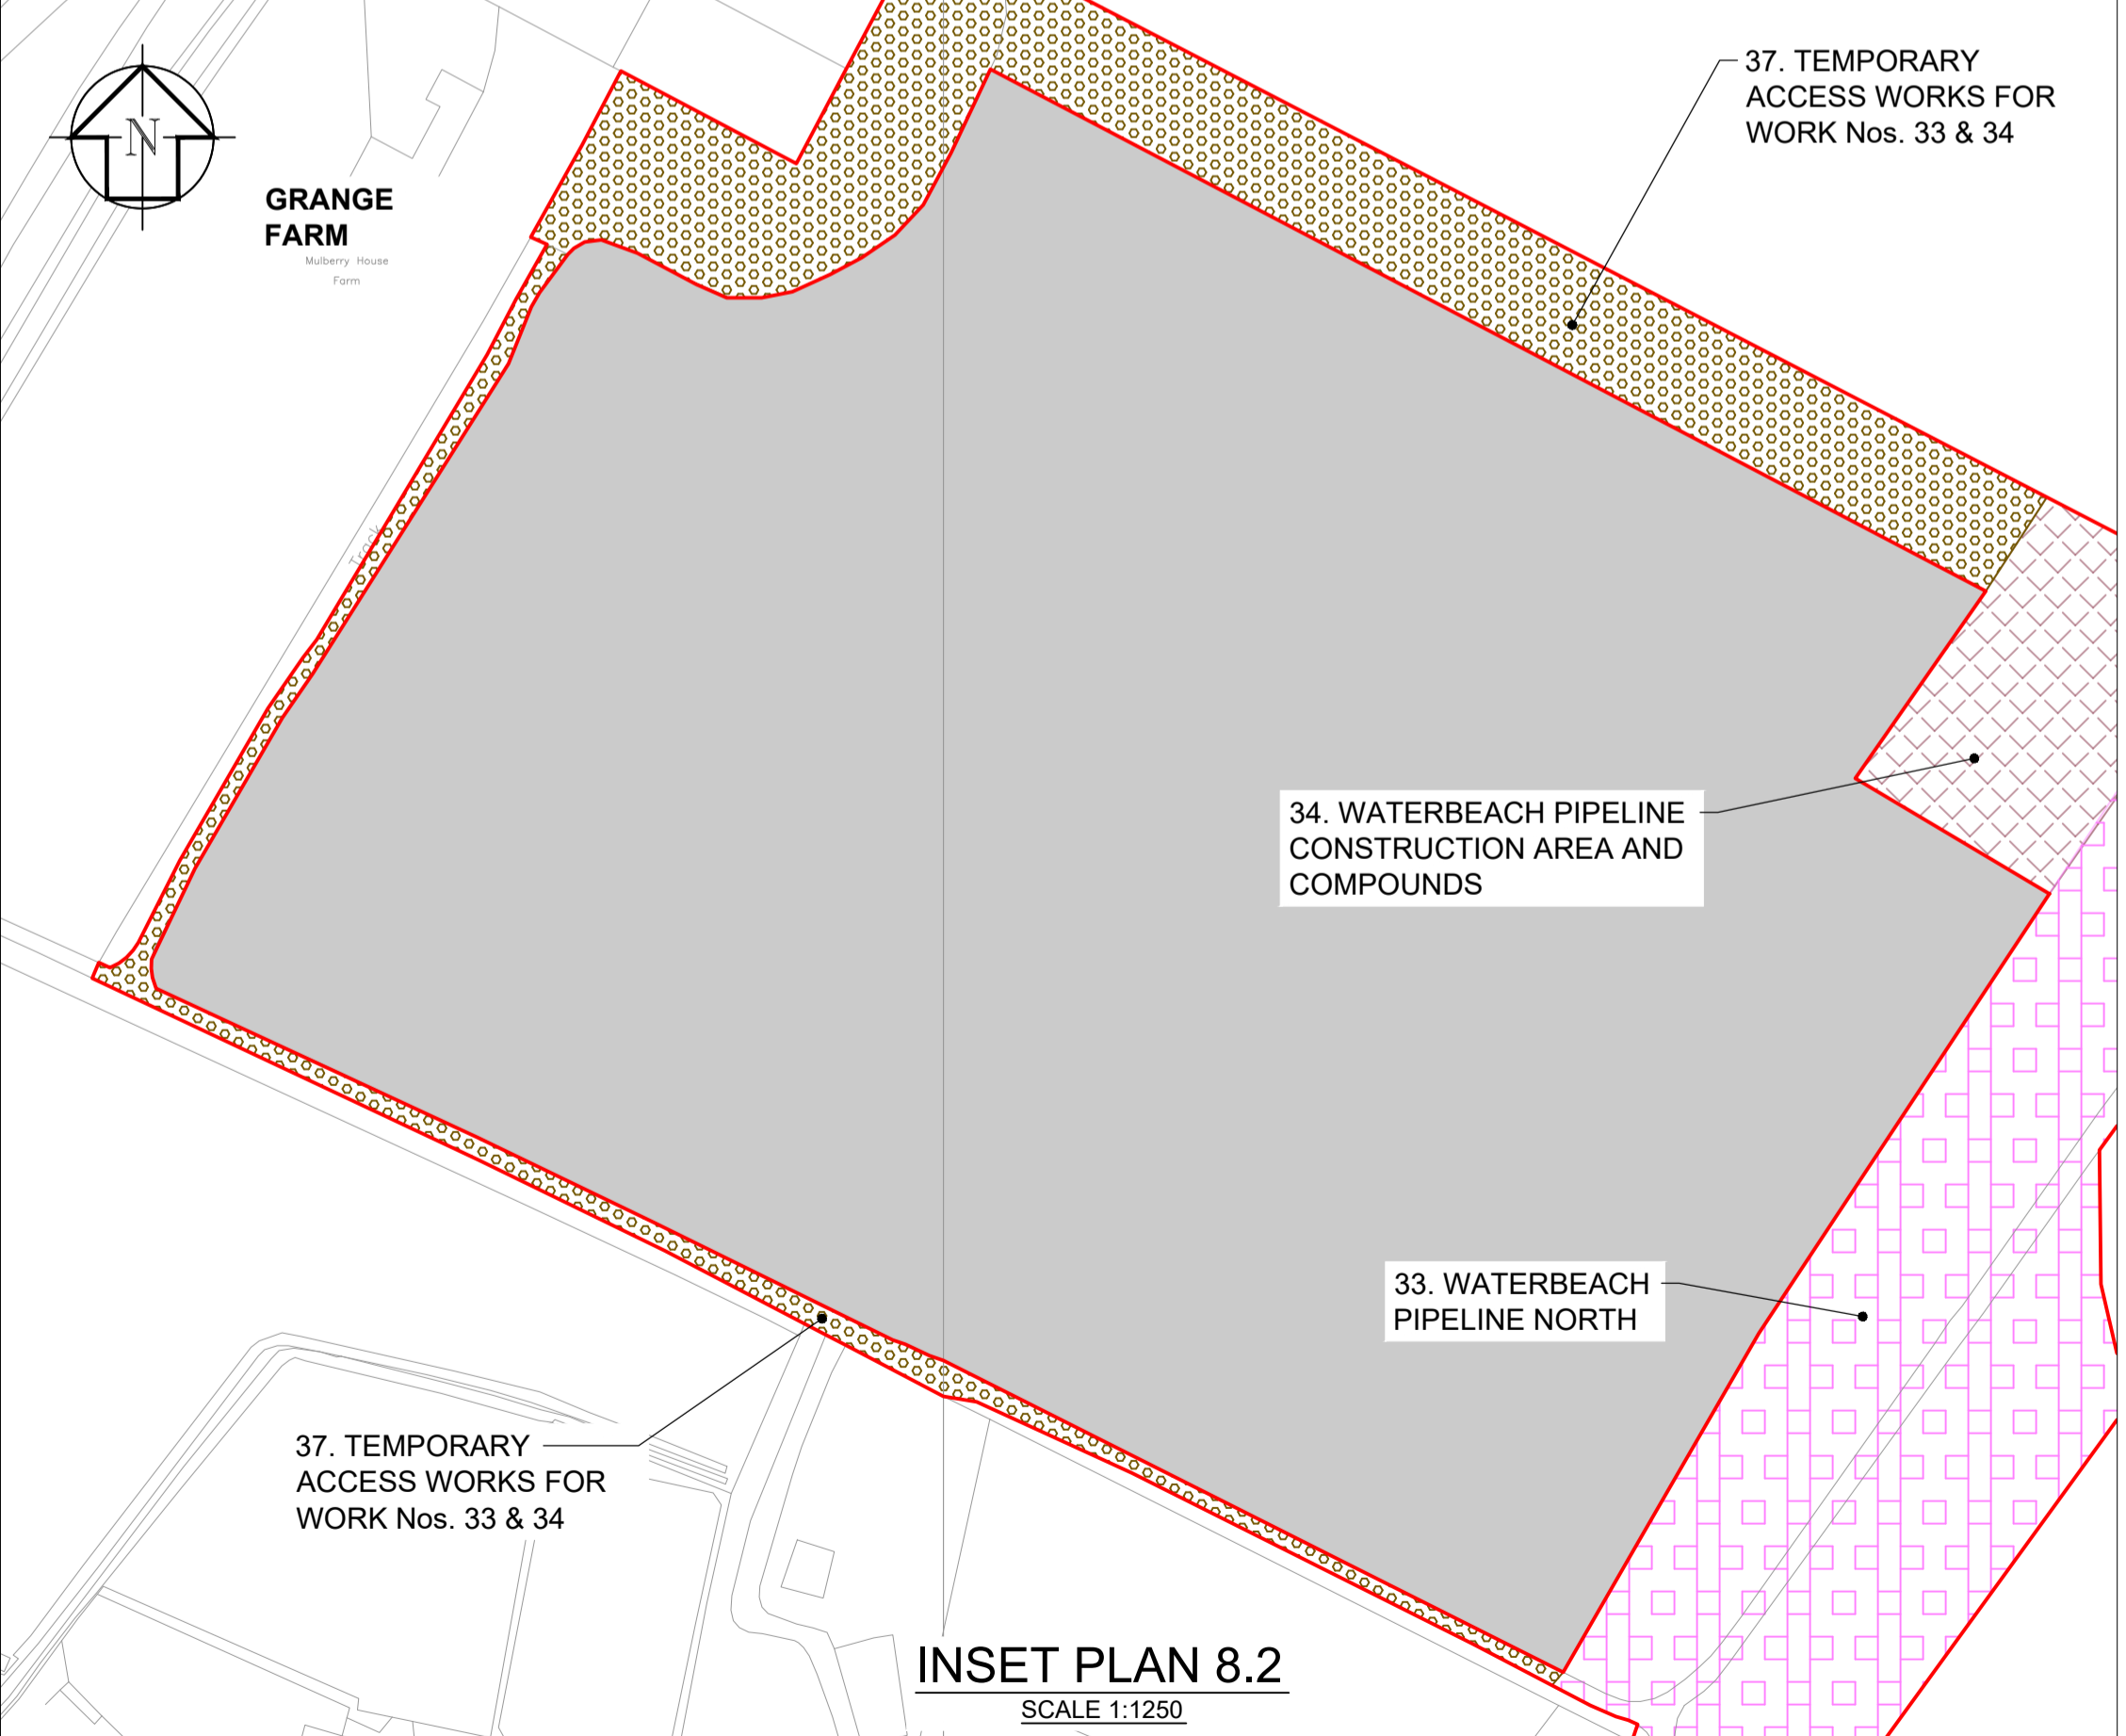 37. TEMPORARY
ACCESS WORKS FOR
WORK Nos. 33 & 34
N
GRANGE
FARM
Mulberry House
Farm
Track
34. WATERBEACH PIPELINE
CONSTRUCTION AREA AND
COMPOUNDS
33. WATERBEACH
PIPELINE NORTH
37. TEMPORARY
ACCESS WORKS FOR
WORK Nos. 33 & 34
INSET PLAN 8.2
SCALE 1:1250